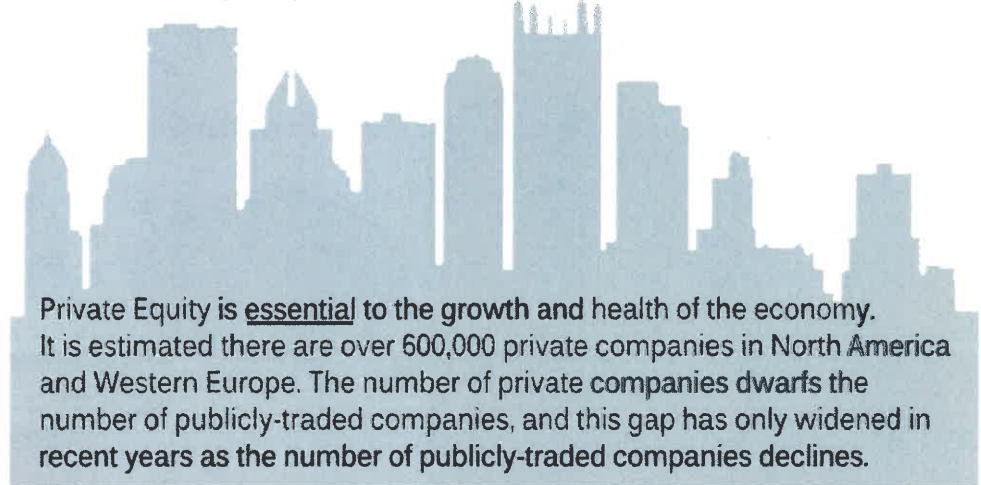 Private Equity is essential to the growth and health of the economy.
It is estimated there are over 600,000 private companies in North America
and Western Europe. The number of private companies dwarfs the
number of publicly-traded companies, and this gap has only widened in
recent years as the number of publicly-traded companies declines.